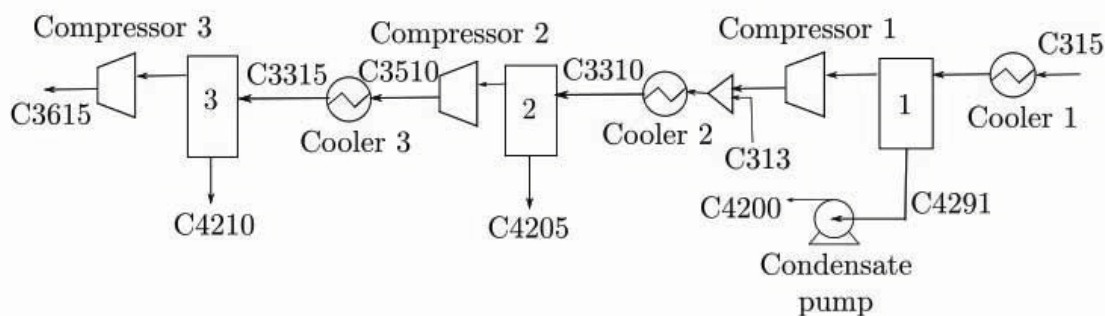 Compressor 3
Compressor 2
Compressor 1
C315
C3315
C3510
C3310
3
2
1
C3615
Cooler 3
Cooler 2
Cooler 1
C313
C4210
C4205
C4200
C4291
Condensate
pump